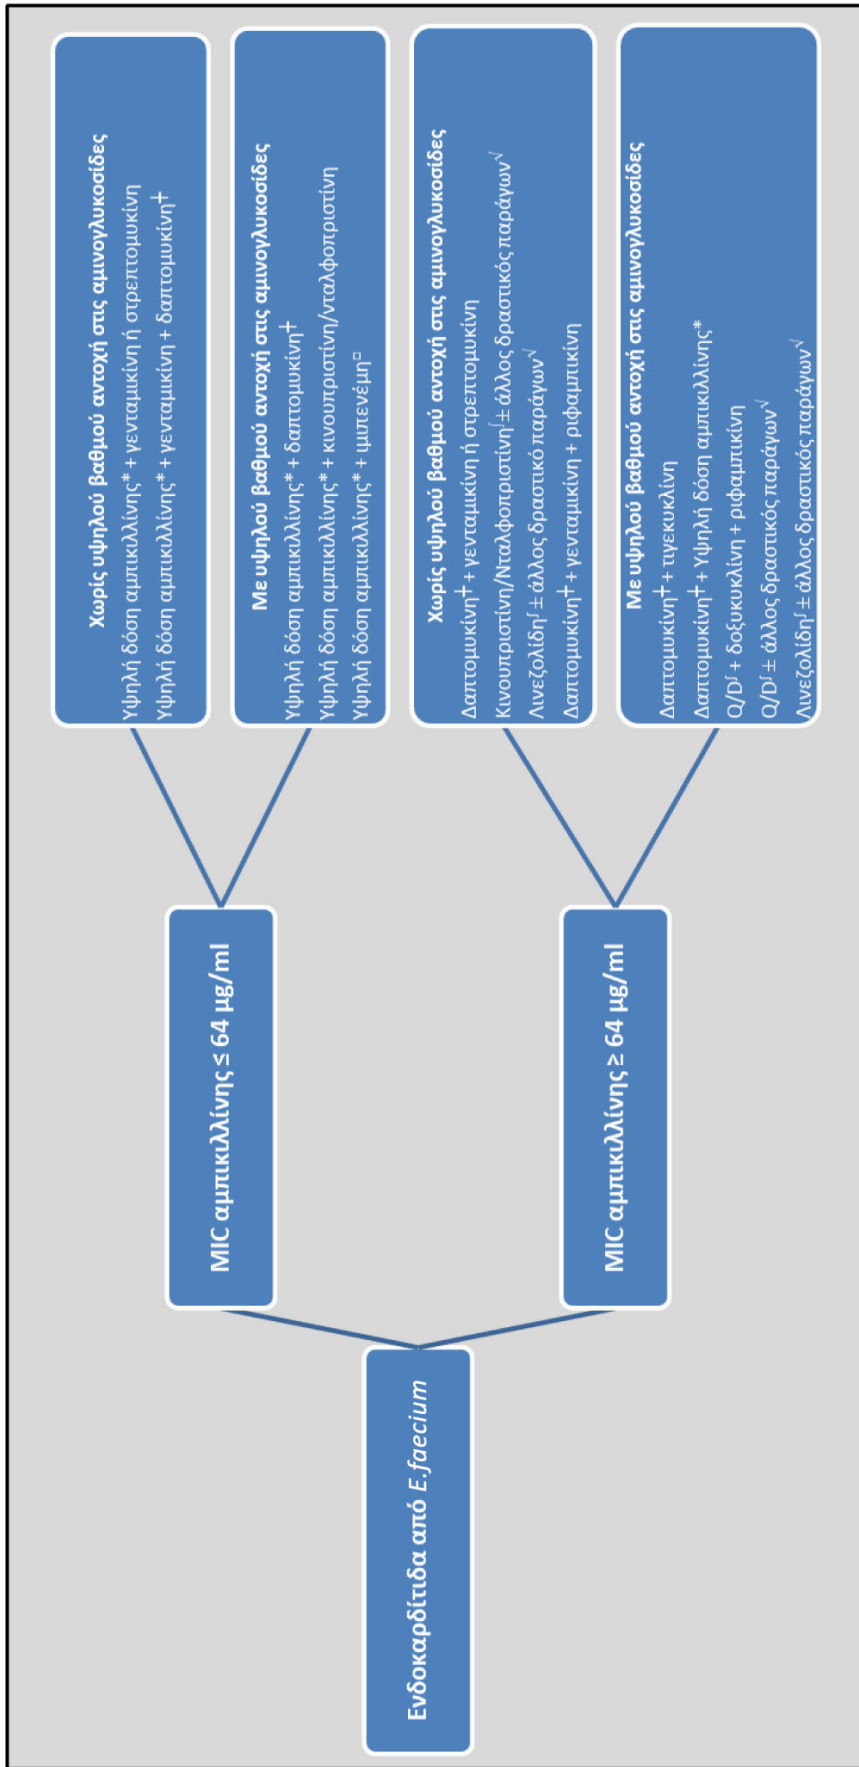 Ενδοκαρδίτιδα από E.faecium
MIC αμπικιλλίνης ≤ 64 μg/ml
Χωρίς υψηλού βαθμού αντοχή στις αμινογλυκοσίδες
Υψηλή δόση αμπικιλλίνης* + γενταμικίνη ή στρεπτομυκίνη
Υψηλή δόση αμπικιλλίνης* + γενταμικίνη + δαπτομυκίνη†
Με υψηλού βαθμού αντοχή στις αμινογλυκοσίδες
Υψηλή δόση αμπικιλλίνης* + δαπτομυκίνη†
Υψηλή δόση αμπικιλλίνης* + κινουπριστίνη/νταλφοπριστίνη
Υψηλή δόση αμπικιλλίνης* + ιμιπενέμη□
MIC αμπικιλλίνης ≥ 64 μg/ml
Χωρίς υψηλού βαθμού αντοχή στις αμινογλυκοσίδες
Δαπτομυκίνη† + γενταμικίνη ή στρεπτομυκίνη
Κινουπριστίνη/Νταλφοπριστίνη∫ ± άλλος δραστικός παράγων√
Λινεζολίδη∫ ± άλλος δραστικό παράγων√
Δαπτομυκίνη† + γενταμικίνη + ριφαμπικίνη
Με υψηλού βαθμού αντοχή στις αμινογλυκοσίδες
Δαπτομυκίνη† + τιγεκυκλίνη
Δαπτομυκίνη† + Υψηλή δόση αμπικιλλίνης*
Q/D∫ + δοξυκυκλίνη + ριφαμπικίνη
Q/D∫ ± άλλος δραστικός παράγων√
Λινεζολίδη∫ ± άλλος δραστικός παράγων√